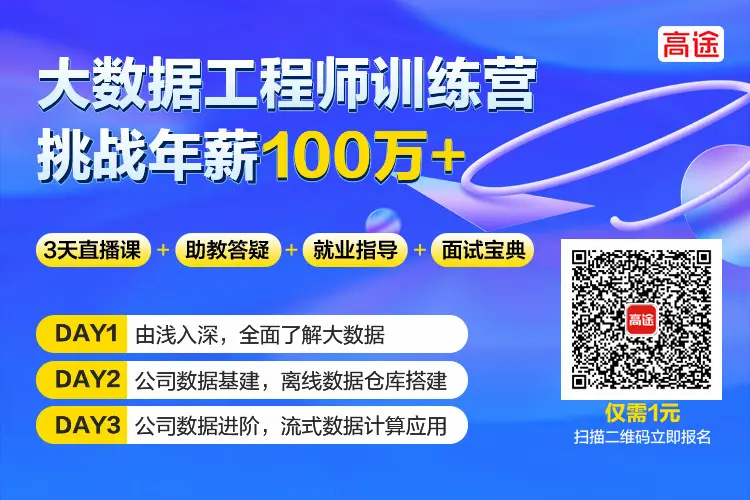 高途
大数据工程师训练营
挑战年薪100万+
3天直播课 + 助教答疑 + 就业指导 + 面试宝典
DAY1 由浅入深，全面了解大数据
DAY2 公司数据基建，离线数据仓库搭建
DAY3 公司数据进阶，流式数据计算应用
高途
仅需1元
扫描二维码立即报名